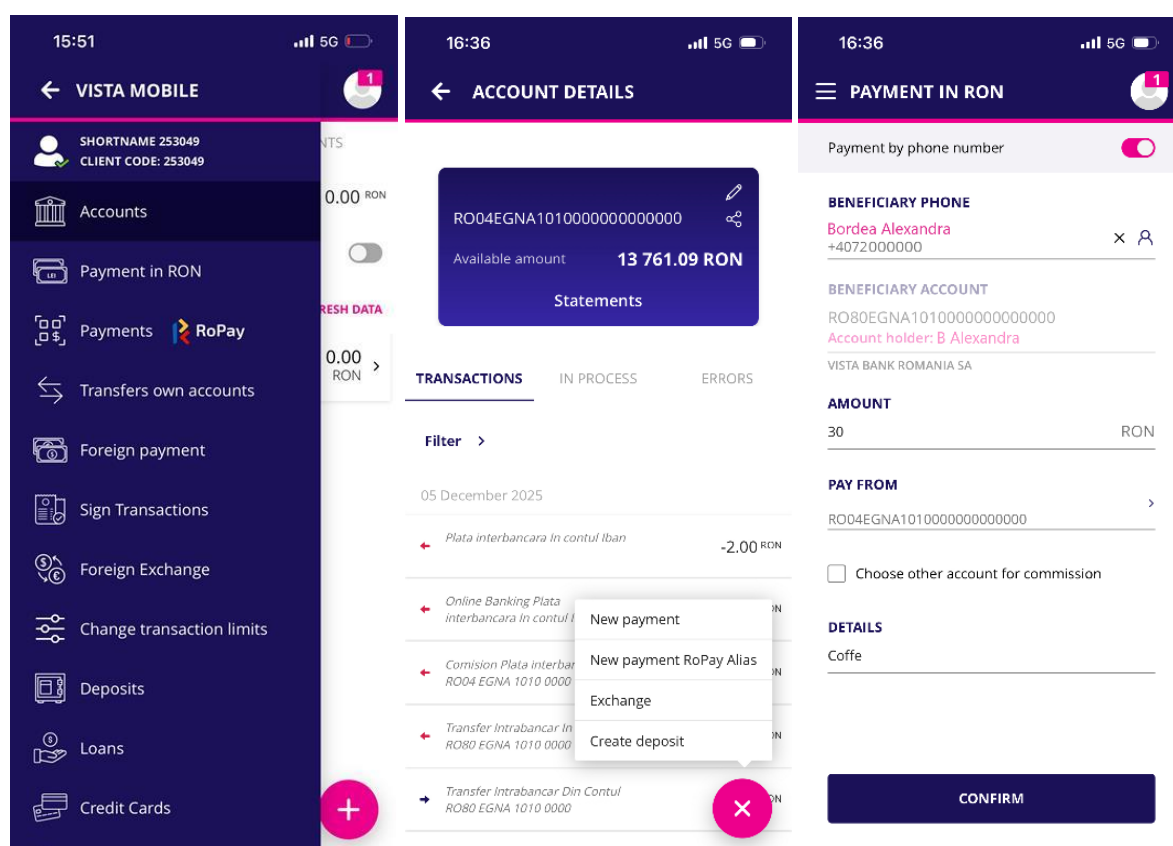 15:51
5G
VISTA MOBILE
1
SHORTNAME 253049
CLIENT CODE: 253049
Accounts
Payment in RON
LEI
Payments RoPay
Transfers own accounts
Foreign payment
Sign Transactions
Foreign Exchange
Change transaction limits
Deposits
Loans
Credit Cards
NTS
0.00 RON
RESH DATA
0.00
RON
16:36
5G
ACCOUNT DETAILS
RO04EGNA1010000000000000
Available amount 13 761.09 RON
Statements
TRANSACTIONS IN PROCESS ERRORS
Filter
05 December 2025
Plata interbancara In contul Iban
-2.00 RON
Online Banking Plata
interbancara In contul
Comision Plata interbar
RO04 EGNA 1010 0000
Transfer Intrabancar In
RO80 EGNA 1010 0000
Transfer Intrabancar Din Contul
RO80 EGNA 1010 0000
New payment
New payment RoPay Alias
Exchange
Create deposit
16:36
5G
PAYMENT IN RON
1
Payment by phone number
BENEFICIARY PHONE
Bordea Alexandra
+4072000000
BENEFICIARY ACCOUNT
RO80EGNA1010000000000000
Account holder: B Alexandra
VISTA BANK ROMANIA SA
AMOUNT
30 RON
PAY FROM
RO04EGNA1010000000000000
Choose other account for commission
DETAILS
Coffe
CONFIRM